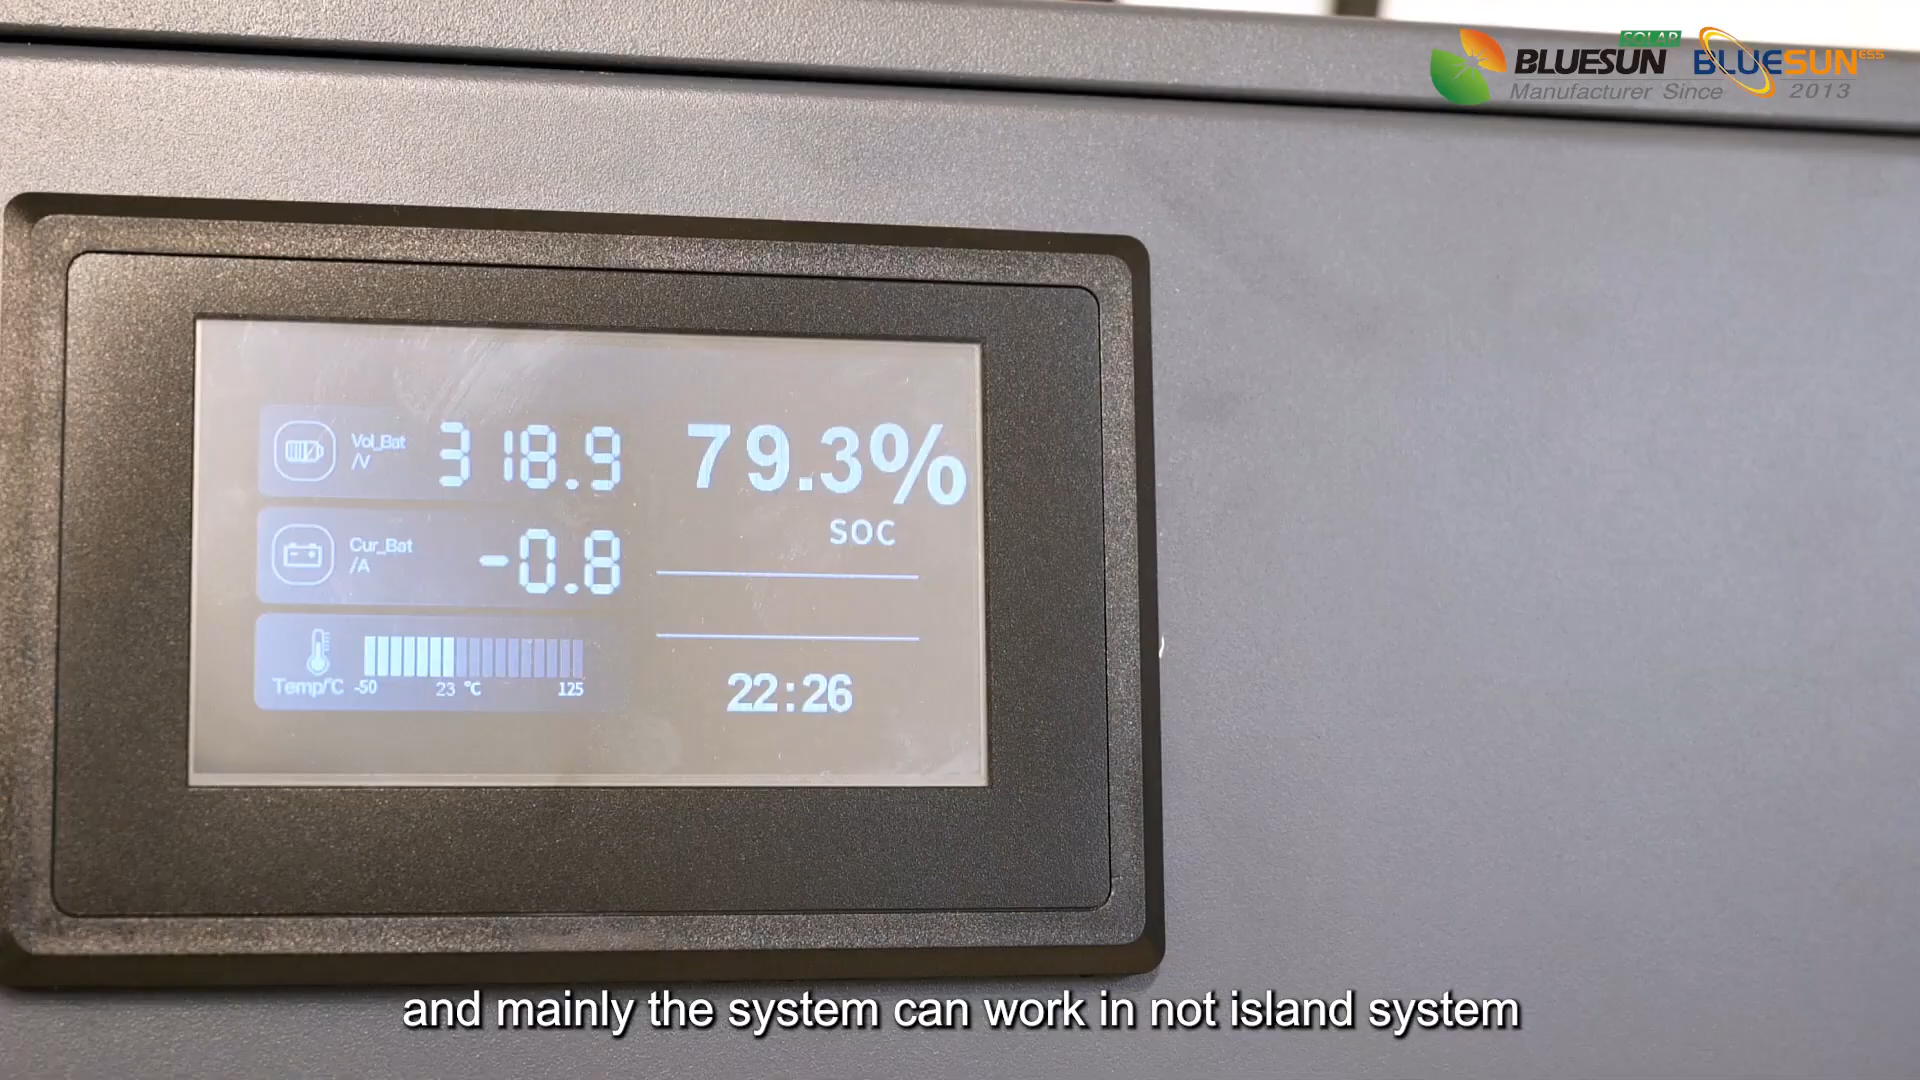 SOLAR
BLUESUN BLUESUN ESS
Manufacturer Since 2013
Vol_Bat
/V
318.9
79.3%
SOC
Cur_Bat
/A
-0.8
Temp/℃ -50 23 ℃ 125
22:26
and mainly the system can work in not island system